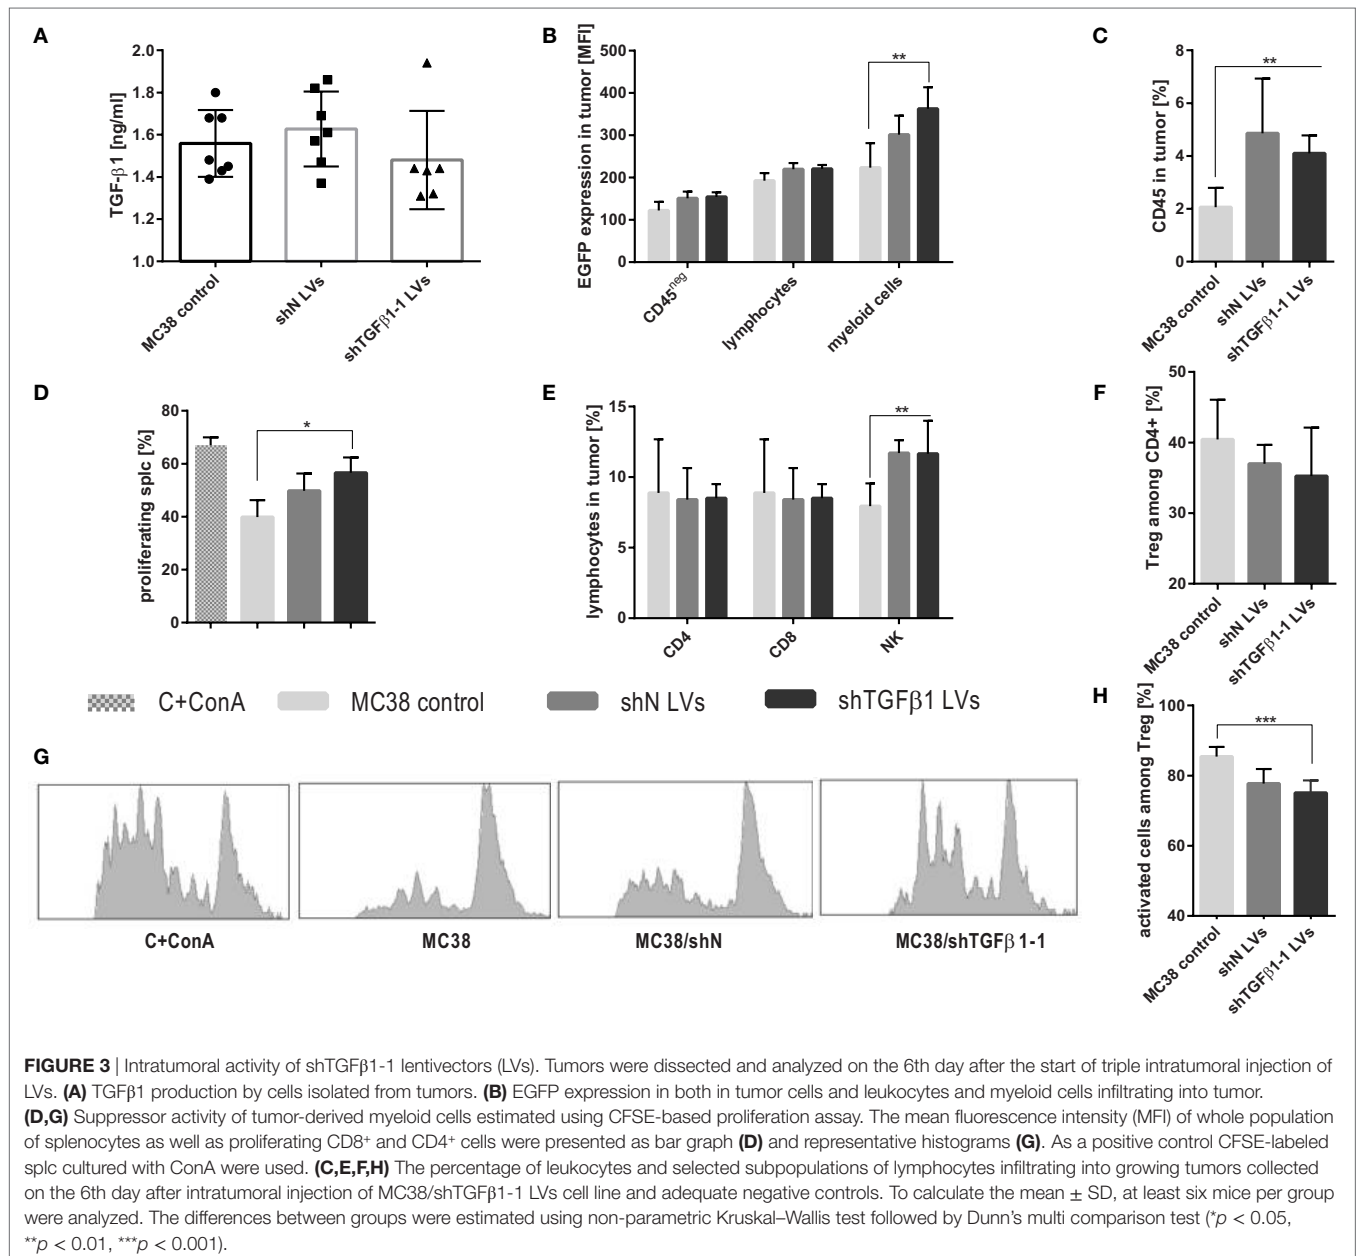 A
TGF-β1 [ng/ml]
2.0
1.8
1.6
1.4
1.2
1.0
MC38 control
shN LVs
shTGFβ1-1 LVs
B
EGFP expression in tumor [MFI]
500
400
300
200
100
0
**
CD45neg
lymphocytes
myeloid cells
C
CD45 in tumor [%]
8
6
4
2
0
**
MC38 control
shN LVs
shTGFβ1-1 LVs
D
proliferating splc [%]
80
60
40
20
0
*
E
lymphocytes in tumor [%]
15
10
5
0
**
CD4
CD8
NK
F
Treg among CD4+ [%]
50
40
30
20
MC38 control
shN LVs
shTGFβ1-1 LVs
C+ConA
MC38 control
shN LVs
shTGFβ1 LVs
G
C+ConA
MC38
MC38/shN
MC38/shTGFβ 1-1
H
activated cells among Treg [%]
100
80
60
40
***
MC38 control
shN LVs
shTGFβ1-1 LVs
FIGURE 3 | Intratumoral activity of shTGFβ1-1 lentivectors (LVs). Tumors were dissected and analyzed on the 6th day after the start of triple intratumoral injection of
LVs. (A) TGFβ1 production by cells isolated from tumors. (B) EGFP expression in both in tumor cells and leukocytes and myeloid cells infiltrating into tumor.
(D,G) Suppressor activity of tumor-derived myeloid cells estimated using CFSE-based proliferation assay. The mean fluorescence intensity (MFI) of whole population
of splenocytes as well as proliferating CD8⁺ and CD4⁺ cells were presented as bar graph (D) and representative histograms (G). As a positive control CFSE-labeled
splc cultured with ConA were used. (C,E,F,H) The percentage of leukocytes and selected subpopulations of lymphocytes infiltrating into growing tumors collected
on the 6th day after intratumoral injection of MC38/shTGFβ1-1 LVs cell line and adequate negative controls. To calculate the mean ± SD, at least six mice per group
were analyzed. The differences between groups were estimated using non-parametric Kruskal–Wallis test followed by Dunn's multi comparison test (*p < 0.05,
**p < 0.01, ***p < 0.001).